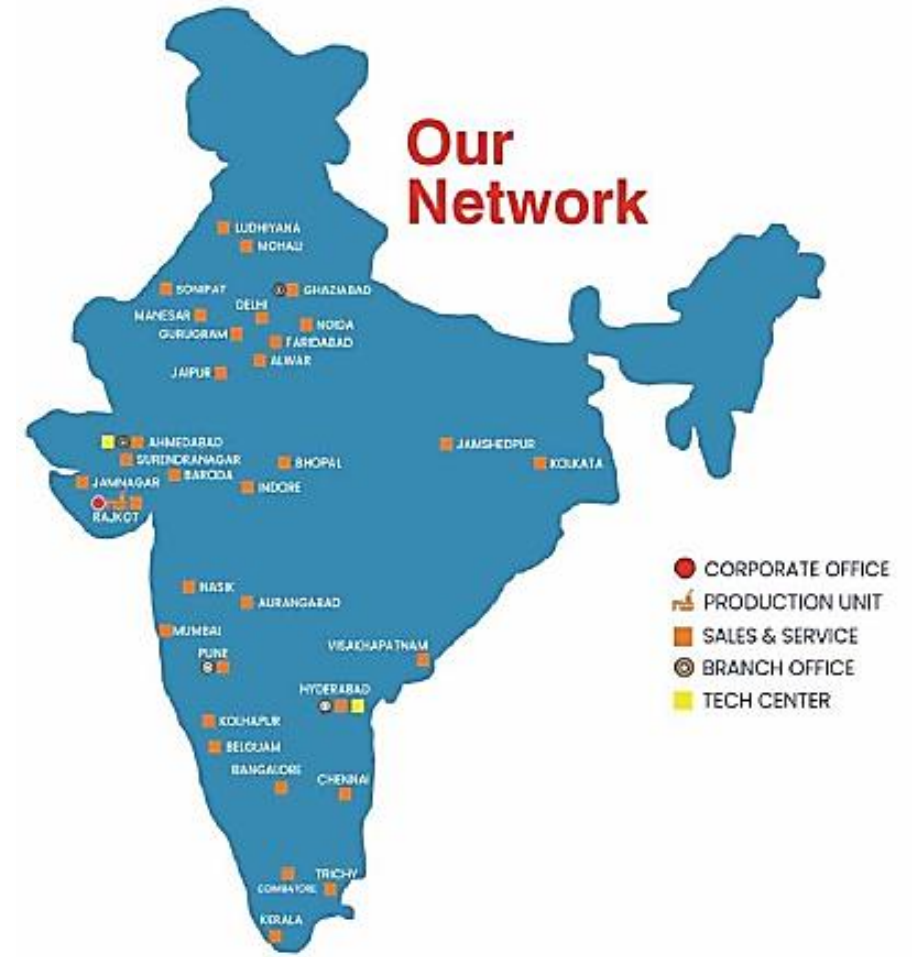 Our
Network
LUDHIYANA
MOHALI
SONIPAT
GHAZIABAD
DELHI
MANESAR
NOIDA
GURUGRAM
FARIDABAD
ALWAR
JAIPUR
AHMEDABAD
JAMSHEDPUR
SURENDRANAGAR
BHOPAL
KOLKATA
BARODA
JAMNAGAR
INDORE
RAJKOT
CORPORATE OFFICE
NASIK
PRODUCTION UNIT
AURANGABAD
MUMBAI
SALES & SERVICE
VISAKHAPATNAM
PUNE
BRANCH OFFICE
HYDERABAD
TECH CENTER
KOLHAPUR
BELGUAM
BANGALORE
CHENNAI
TRICHY
COIMBATORE
KERALA